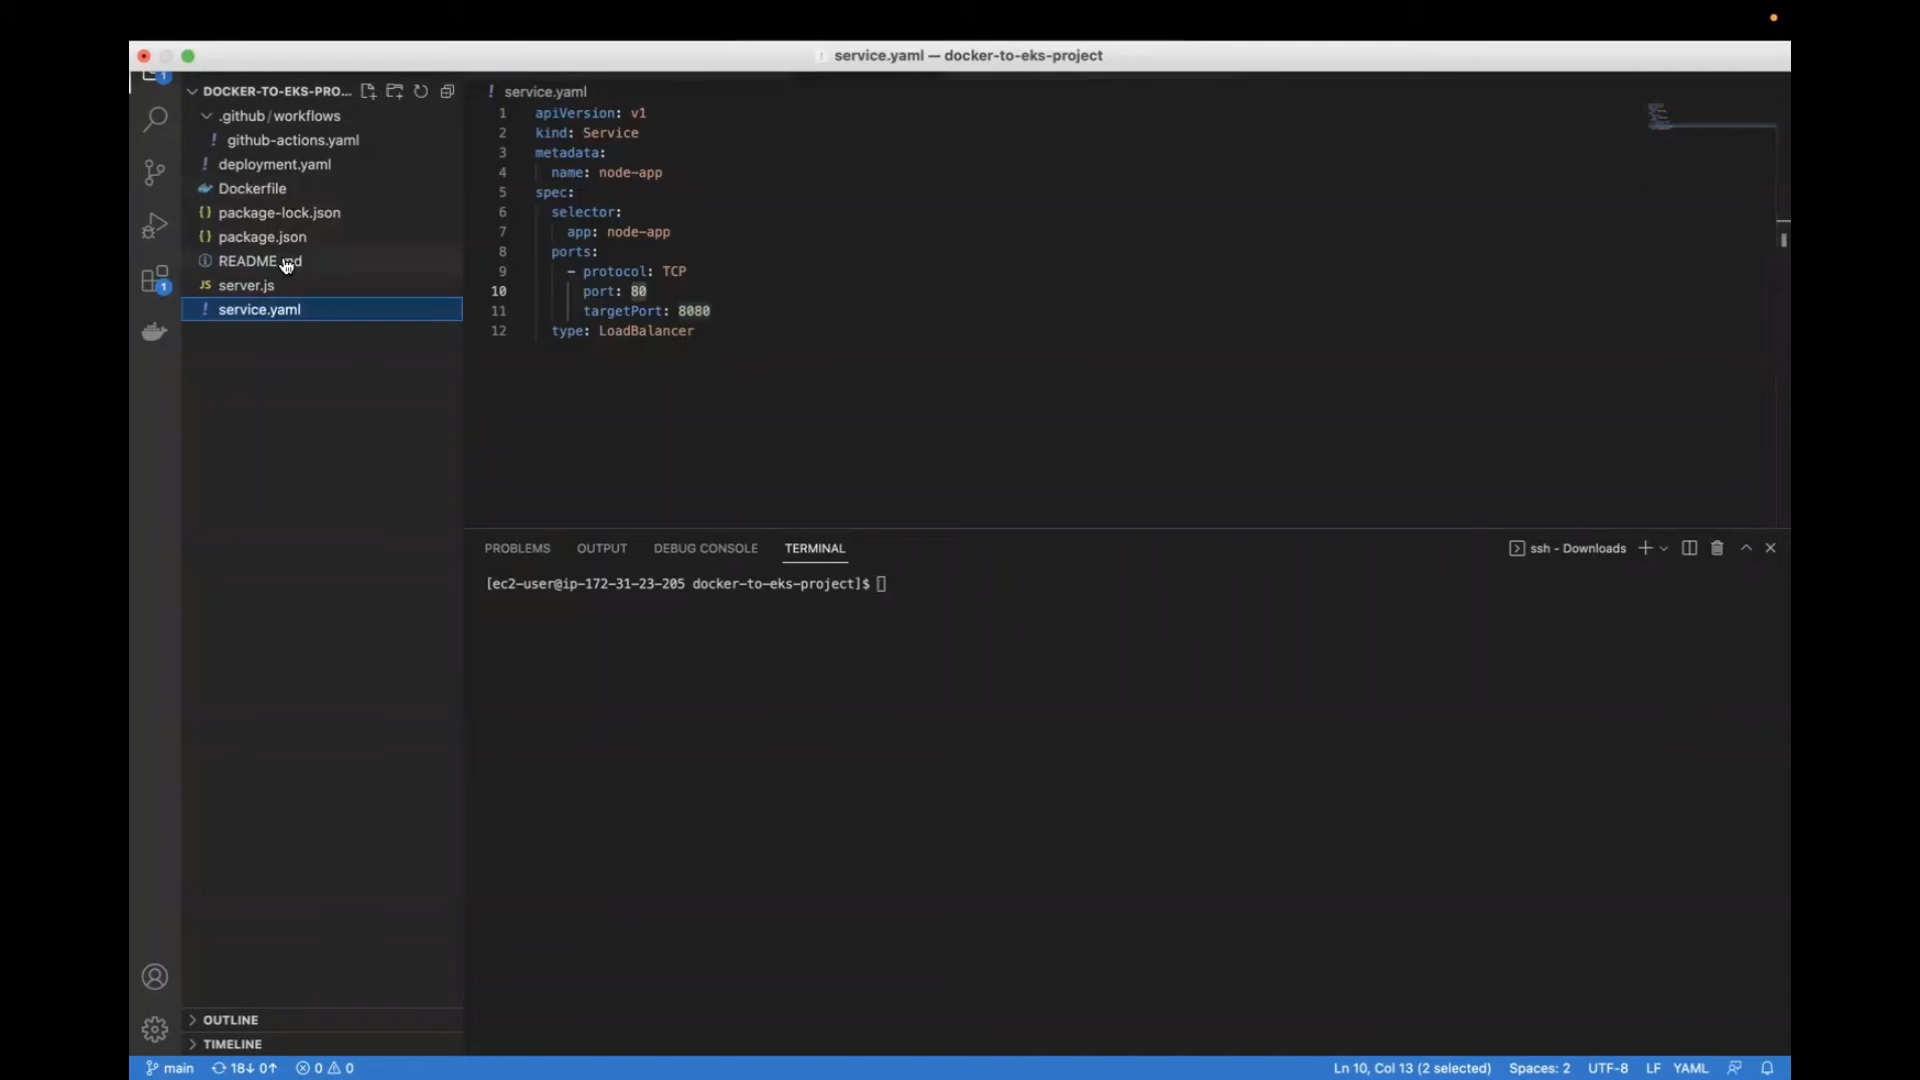 service.yaml — docker-to-eks-project
1
DOCKER-TO-EKS-PRO...
.github/workflows
! github-actions.yaml
! deployment.yaml
Dockerfile
{} package-lock.json
{} package.json
README.md
JS server.js
! service.yaml
1
! service.yaml
1 apiVersion: v1
2 kind: Service
3 metadata:
4 name: node-app
5 spec:
6 selector:
7 app: node-app
8 ports:
9 - protocol: TCP
10 port: 80
11 targetPort: 8080
12 type: LoadBalancer
PROBLEMS OUTPUT DEBUG CONSOLE TERMINAL
ssh - Downloads
[ec2-user@ip-172-31-23-205 docker-to-eks-project]$
OUTLINE
TIMELINE
main 18↓ 0↑ 0 0
Ln 10, Col 13 (2 selected) Spaces: 2 UTF-8 LF YAML